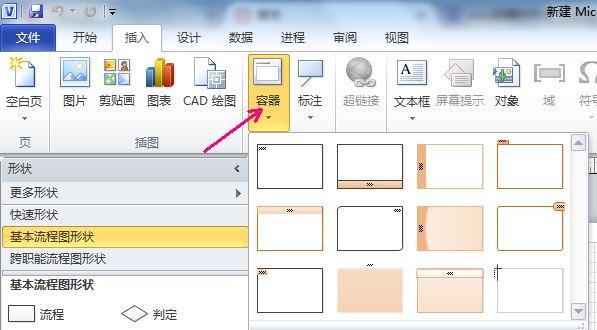 新建 Mic
文件 开始 插入 设计 数据 进程 审阅 视图
空白页 图片 剪贴画 图表 CAD 绘图 容器 标注 超链接 文本框 屏幕提示 对象 域 符号
页 插图
形状
更多形状
快速形状
基本流程图形状
跨职能流程图形状
基本流程图形状
流程 判定